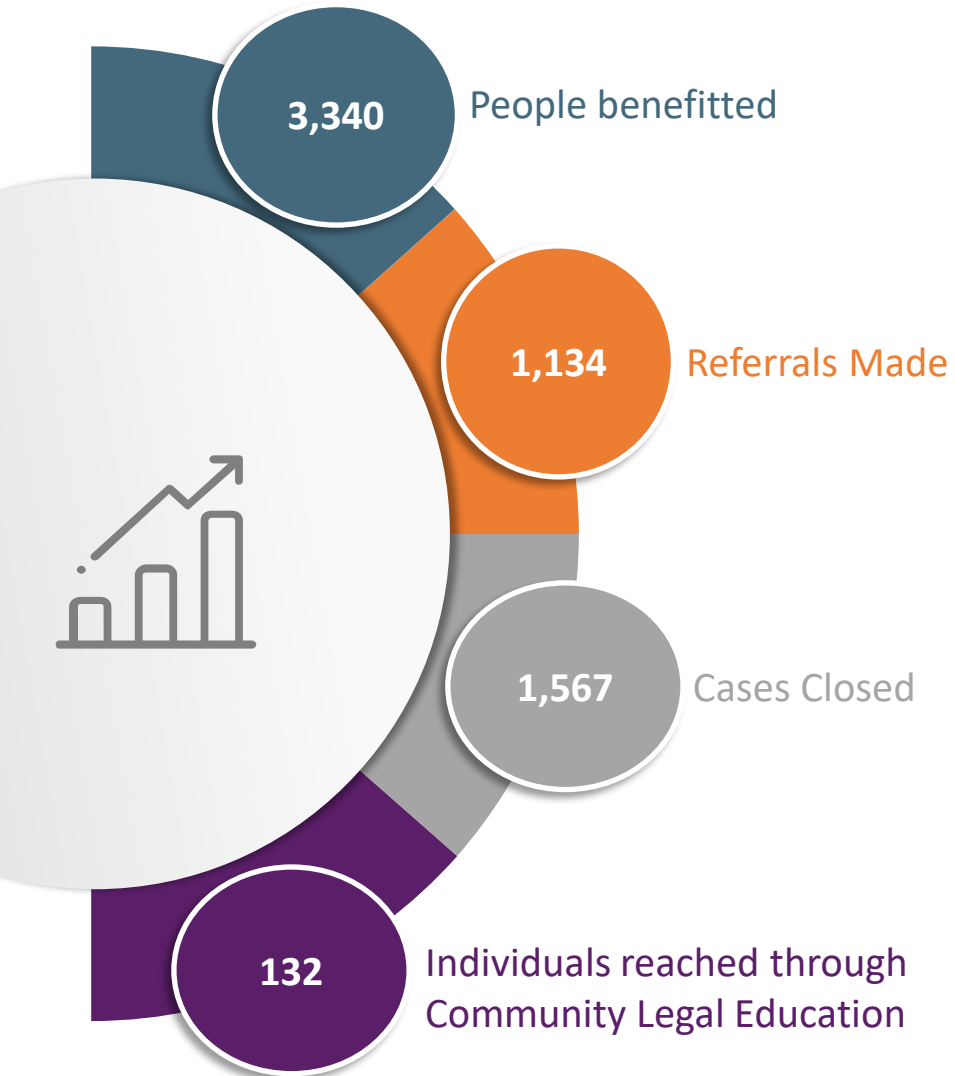 3,340
People benefitted
1,134
Referrals Made
1,567
Cases Closed
132
Individuals reached through
Community Legal Education